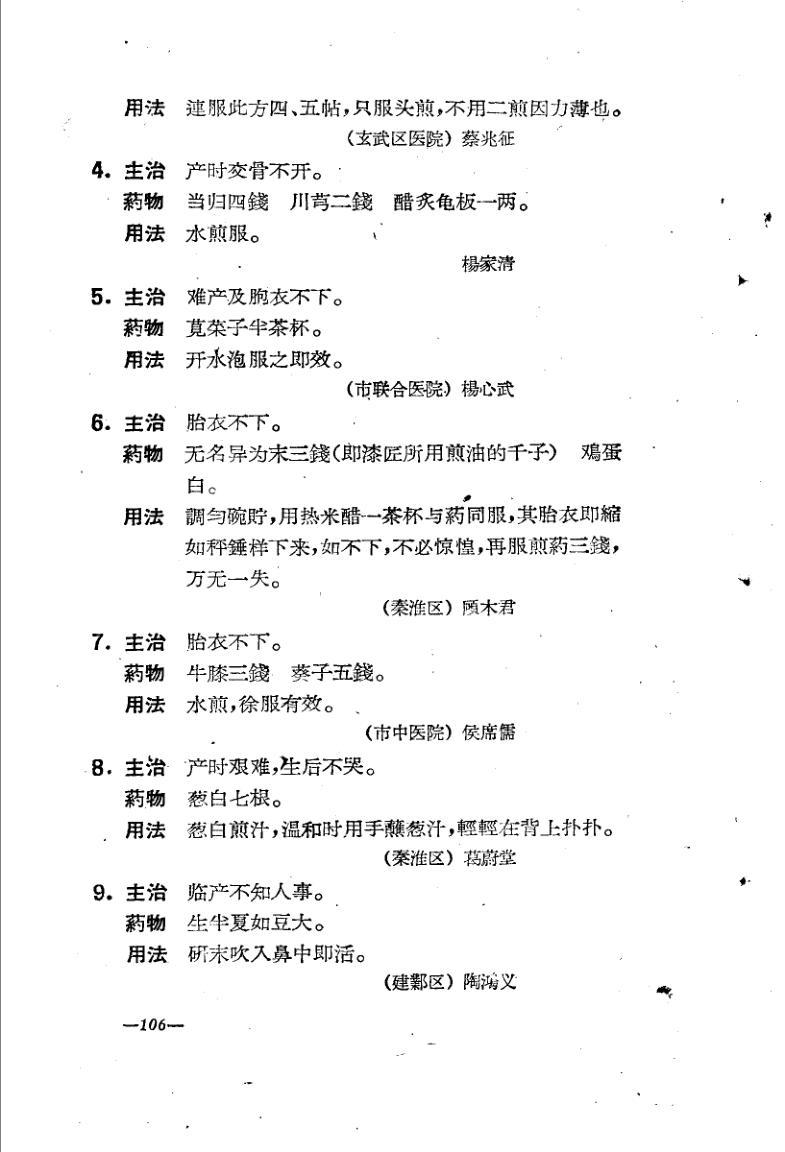 用法 連服此方四、五帖，只服头煎，不用二煎因力薄也。
（玄武区医院）蔡兆征
4. 主治 产时交骨不开。
葯物 当归四錢 川芎二錢 醋炙龟板一两。
用法 水煎服。
楊家清
5. 主治 难产及胞衣不下。
葯物 莧菜子半茶杯。
用法 开水泡服之即效。
（市联合医院）楊心武
6. 主治 胎衣不下。
葯物 无名异为末三錢（即漆匠所用煎油的千子） 鷄蛋
白。
用法 調匀碗貯，用热米醋一茶杯与葯同服，其胎衣即縮
如秤錘样下来，如不下，不必惊惶，再服煎葯三錢，
万无一失。
（秦淮区）顾木君
7. 主治 胎衣不下。
葯物 牛膝三錢 葵子五錢。
用法 水煎，徐服有效。
（市中医院）侯席儒
8. 主治 产时艰难，生后不哭。
葯物 葱白七根。
用法 葱白煎汁，溫和时用手蘸葱汁，輕輕在背上扑扑。
（秦淮区）葛蔚堂
9. 主治 临产不知人事。
葯物 生半夏如豆大。
用法 研末吹入鼻中即活。
（建鄴区）陶鴻义
—106—